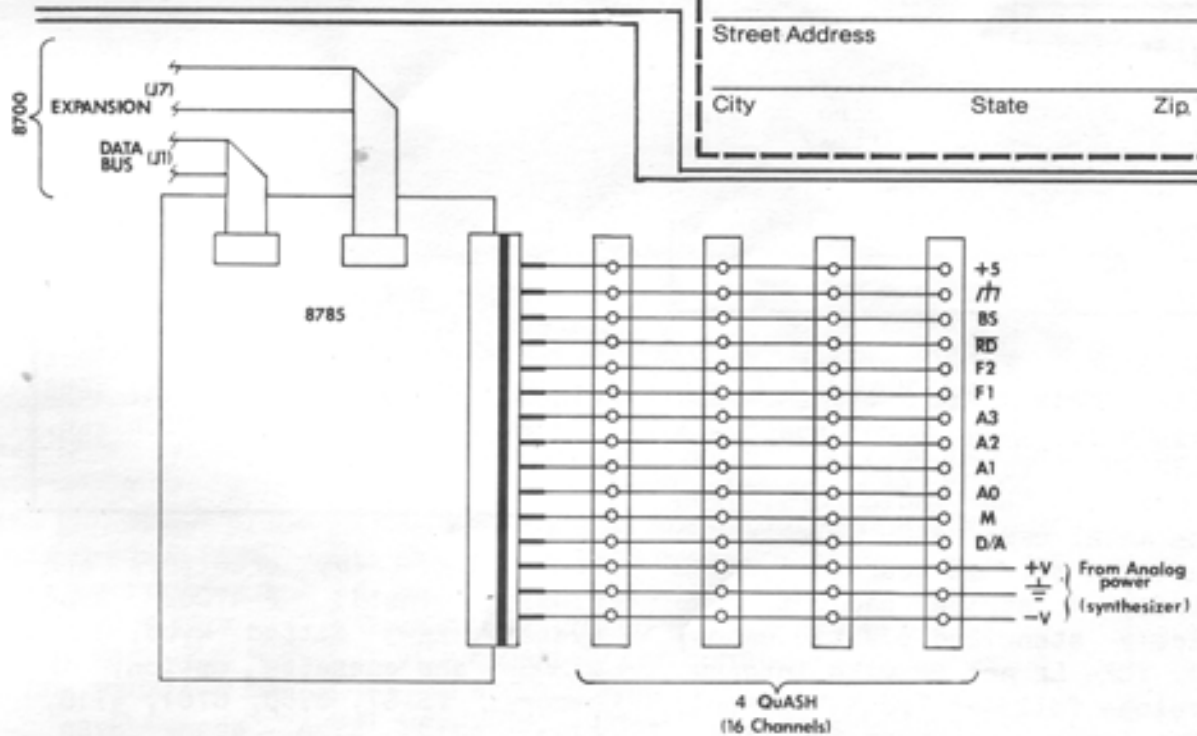 Street Address
City State Zip
8700
EXPANSION (J7)
DATA BUS (J1)
8785
+5
BS
RD
F2
F1
A3
A2
A1
A0
M
D/A
+V
−V
From Analog
power
(synthesizer)
4 QuASH
(16 Channels)